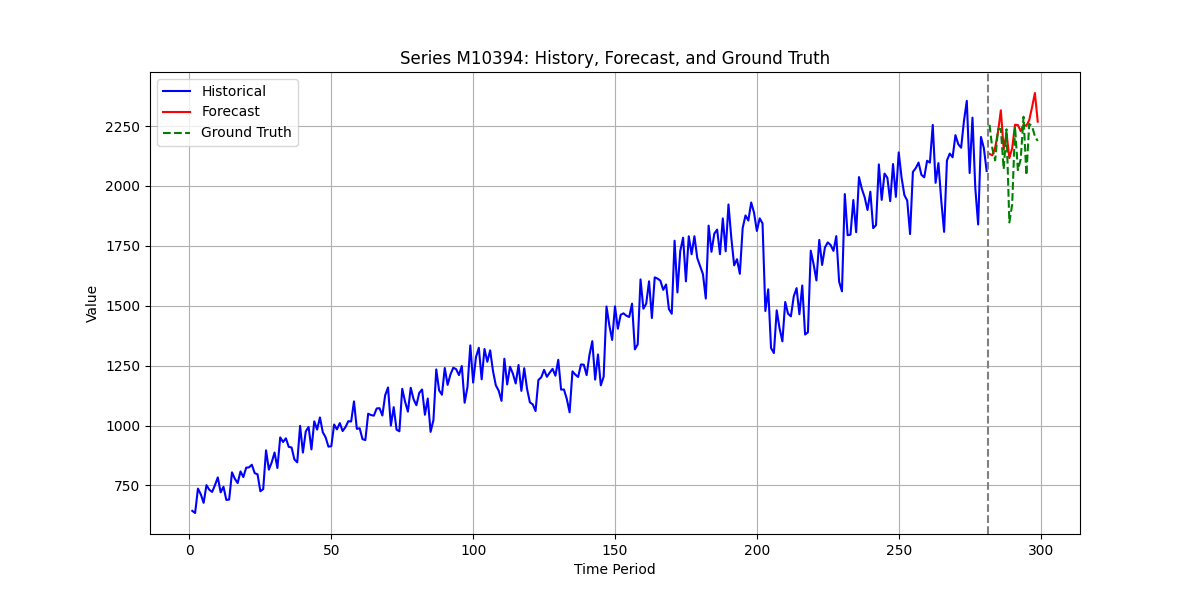 Series M10394: History, Forecast, and Ground Truth
Historical
Forecast
Ground Truth
2250
2000
1750
1500
1250
1000
750
Value
0 50 100 150 200 250 300
Time Period